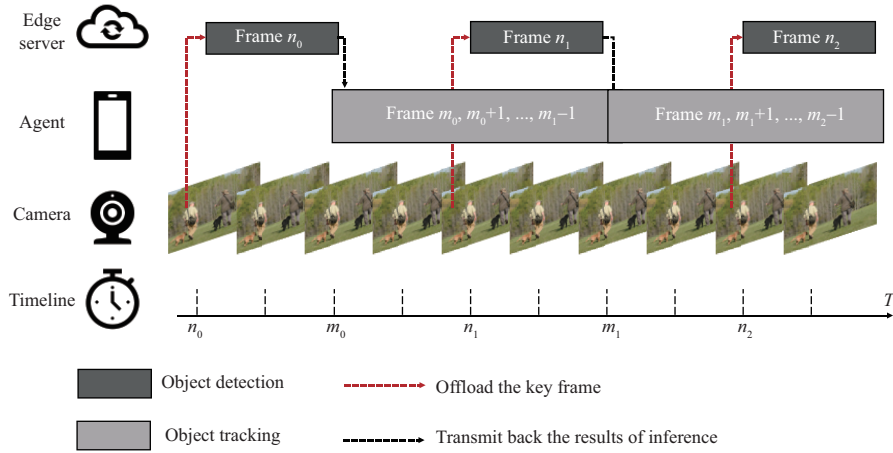 Edge
server
Frame n₀
Frame n₁
Frame n₂
Agent
Frame m₀, m₀+1, ..., m₁−1
Frame m₁, m₁+1, ..., m₂−1
Camera
Timeline
T
n₀
m₀
n₁
m₁
n₂
Object detection
Offload the key frame
Object tracking
Transmit back the results of inference